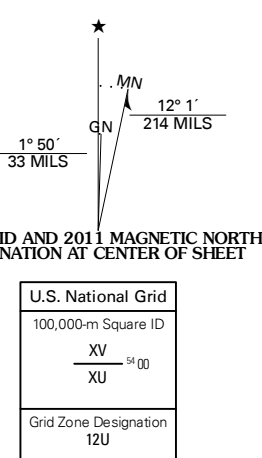 ★
MN
GN
12° 1´
214 MILS
1° 50´
33 MILS
ID AND 2011 MAGNETIC NORTH
NATION AT CENTER OF SHEET
U.S. National Grid
100,000-m Square ID
XV
54 00
XU
Grid Zone Designation
12U